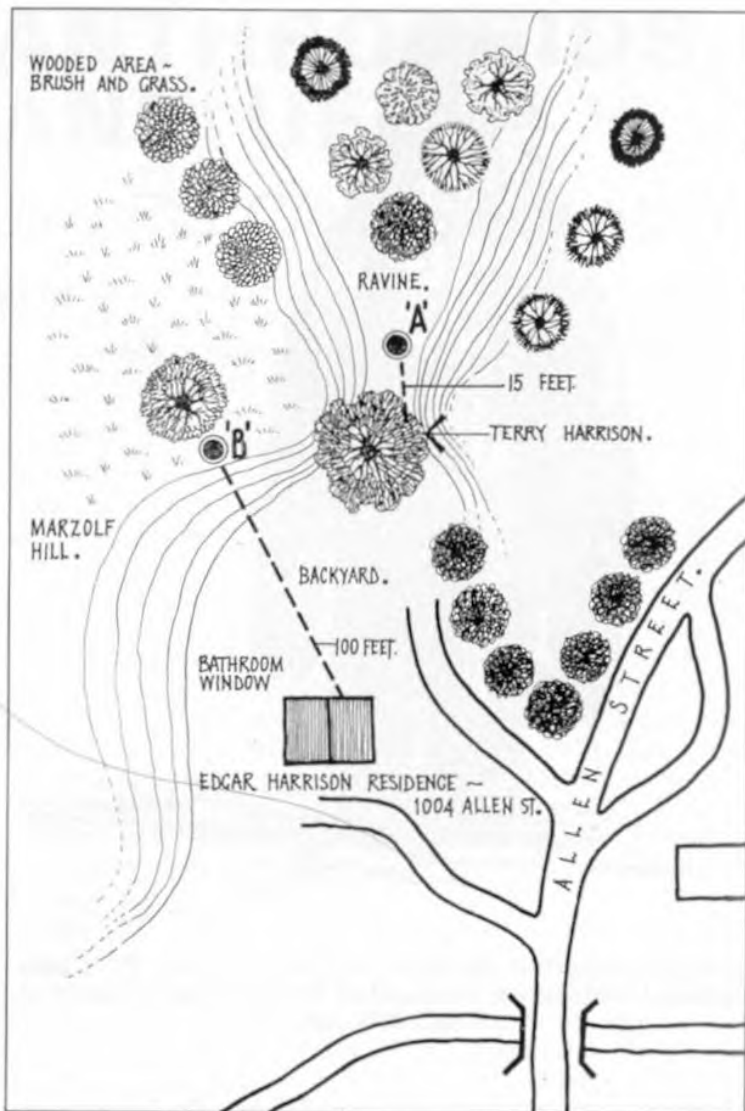 WOODED AREA ~
BRUSH AND GRASS.
RAVINE.
'A'
15 FEET.
TERRY HARRISON.
'B'
MARZOLF
HILL.
BACKYARD.
100 FEET.
BATHROOM
WINDOW
EDGAR HARRISON RESIDENCE ~
1004 ALLEN ST.
ALLEN STREET.